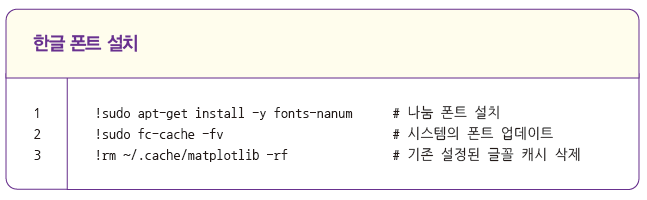 한글 폰트 설치
1 !sudo apt-get install -y fonts-nanum # 나눔 폰트 설치
2 !sudo fc-cache -fv # 시스템의 폰트 업데이트
3 !rm ~/.cache/matplotlib -rf # 기존 설정된 글꼴 캐시 삭제